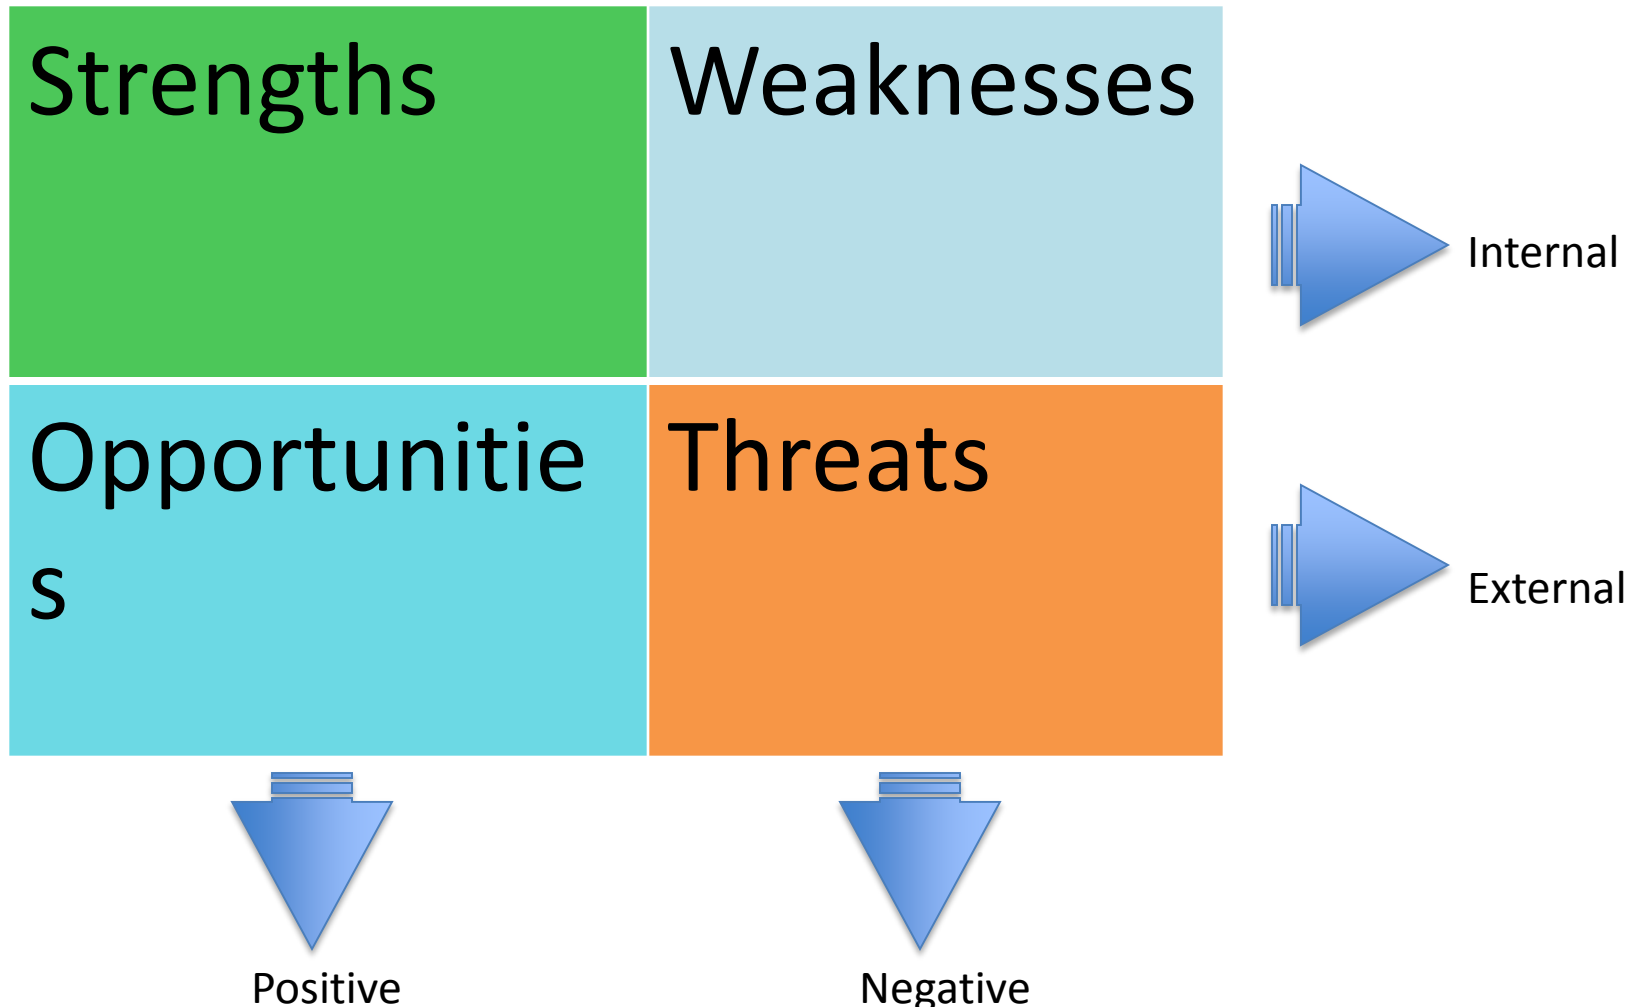 Strengths
Weaknesses
Internal
Opportunitie
s
Threats
External
Positive
Negative